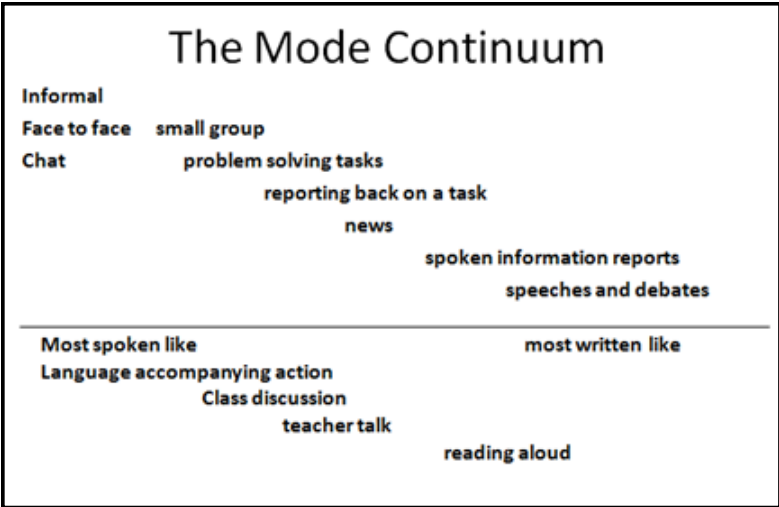 The Mode Continuum
Informal
Face to face small group
Chat problem solving tasks
reporting back on a task
news
spoken information reports
speeches and debates
Most spoken like most written like
Language accompanying action
Class discussion
teacher talk
reading aloud